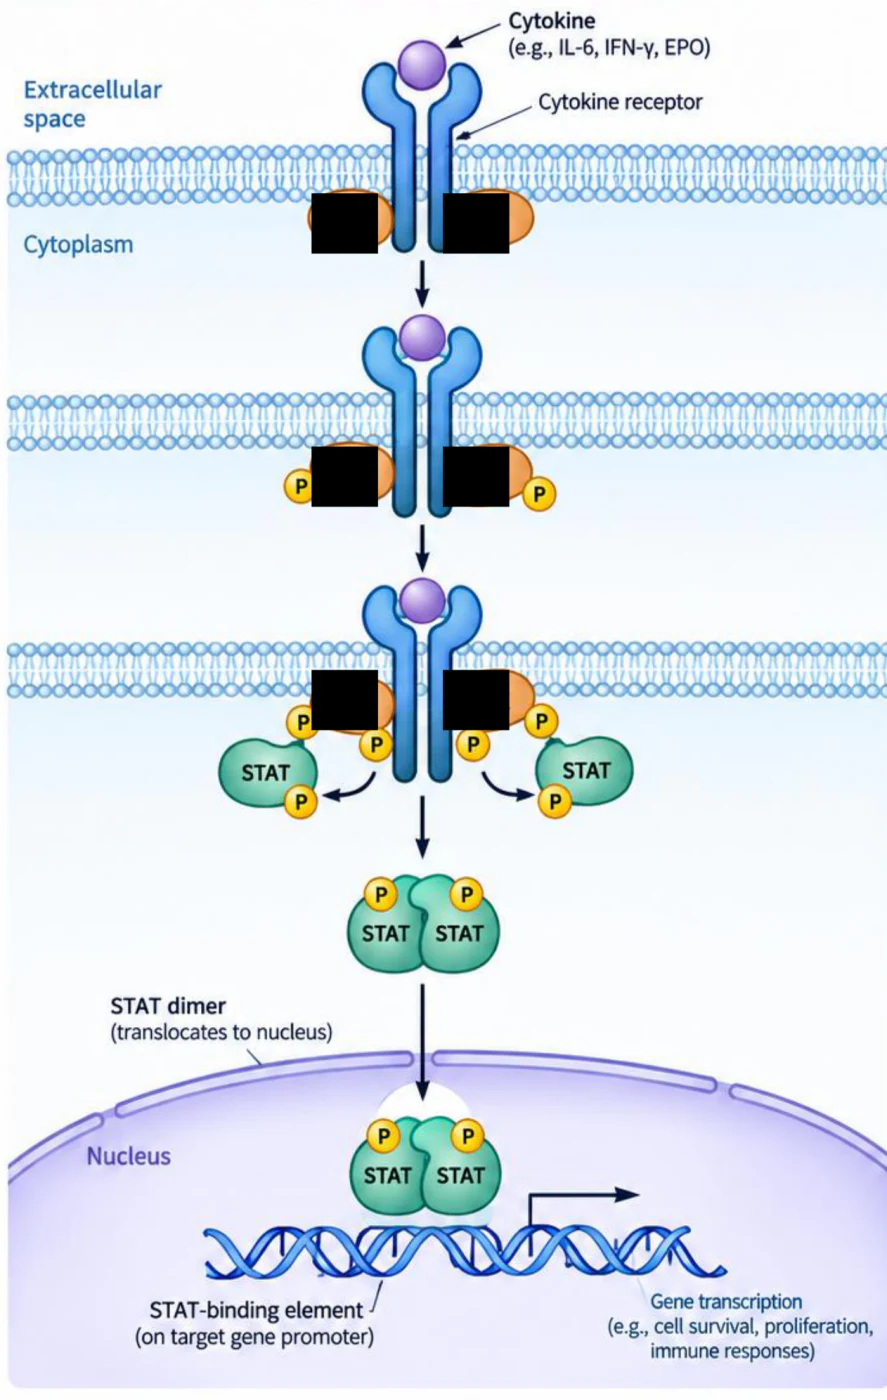 Cytokine
(e.g., IL-6, IFN-γ, EPO)
Extracellular
space
Cytokine receptor
Cytoplasm
P
P
P
P
P
P
STAT
STAT
P
P
P
P
STAT
STAT
STAT dimer
(translocates to nucleus)
P
P
Nucleus
STAT
STAT
STAT-binding element
(on target gene promoter)
Gene transcription
(e.g., cell survival, proliferation,
immune responses)